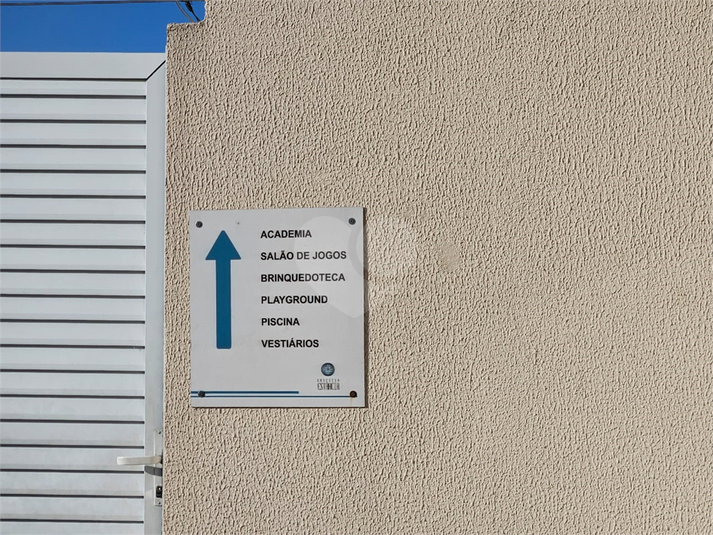 ACADEMIA
SALÃO DE JOGOS
BRINQUEDOTECA
PLAYGROUND
PISCINA
VESTIÁRIOS